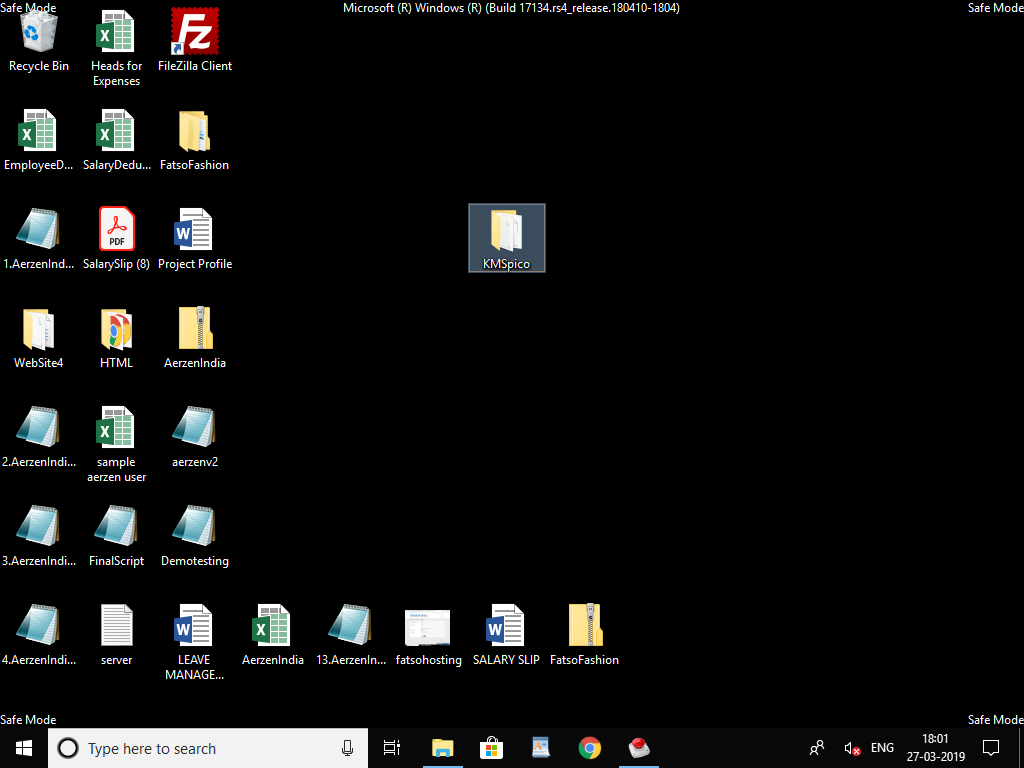 Safe Mode
Microsoft (R) Windows (R) (Build 17134.rs4_release.180410-1804)
Safe Mode
Recycle Bin
Heads for
Expenses
FileZilla Client
EmployeeD...
SalaryDedu...
FatsoFashion
1.AerzenInd...
PDF
SalarySlip (8)
Project Profile
KMSpico
WebSite4
HTML
AerzenIndia
2.AerzenIndi...
sample
aerzen user
aerzenv2
3.AerzenIndi...
FinalScript
Demotesting
4.AerzenIndi...
server
LEAVE
MANAGE...
AerzenIndia
13.AerzenIn...
fatsohosting
SALARY SLIP
FatsoFashion
Safe Mode
Safe Mode
Type here to search
ENG
18:01
27-03-2019